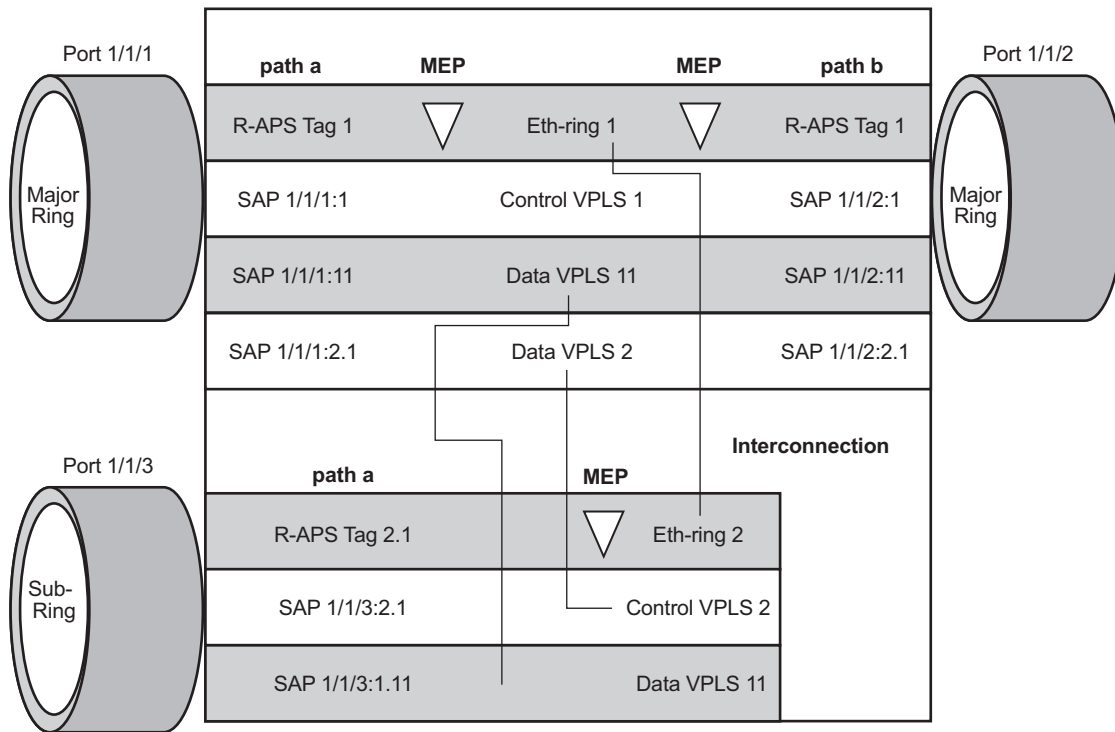 Port 1/1/1
Port 1/1/2
path a MEP MEP path b
R-APS Tag 1 Eth-ring 1 R-APS Tag 1
Major
Ring
SAP 1/1/1:1 Control VPLS 1 SAP 1/1/2:1
Major
Ring
SAP 1/1/1:11 Data VPLS 11 SAP 1/1/2:11
SAP 1/1/1:2.1 Data VPLS 2 SAP 1/1/2:2.1
Interconnection
Port 1/1/3
path a MEP
R-APS Tag 2.1 Eth-ring 2
Sub-
Ring
SAP 1/1/3:2.1 Control VPLS 2
SAP 1/1/3:1.11 Data VPLS 11